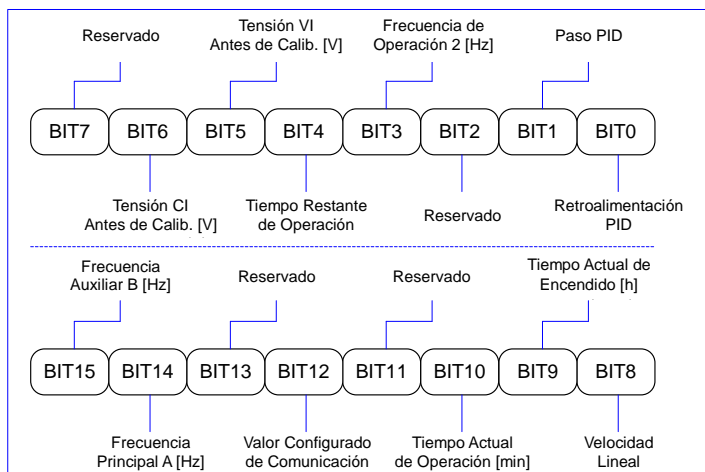 Reservado
Tensión VI
Antes de Calib. [V]
Frecuencia de
Operación 2 [Hz]
Paso PID
BIT7 BIT6 BIT5 BIT4 BIT3 BIT2 BIT1 BIT0
Tensión CI
Antes de Calib. [V]
Tiempo Restante
de Operación
Reservado
Retroalimentación
PID
Frecuencia
Auxiliar B [Hz]
Reservado
Reservado
Tiempo Actual de
Encendido [h]
BIT15 BIT14 BIT13 BIT12 BIT11 BIT10 BIT9 BIT8
Frecuencia
Principal A [Hz]
Valor Configurado
de Comunicación
Tiempo Actual
de Operación [min]
Velocidad
Lineal